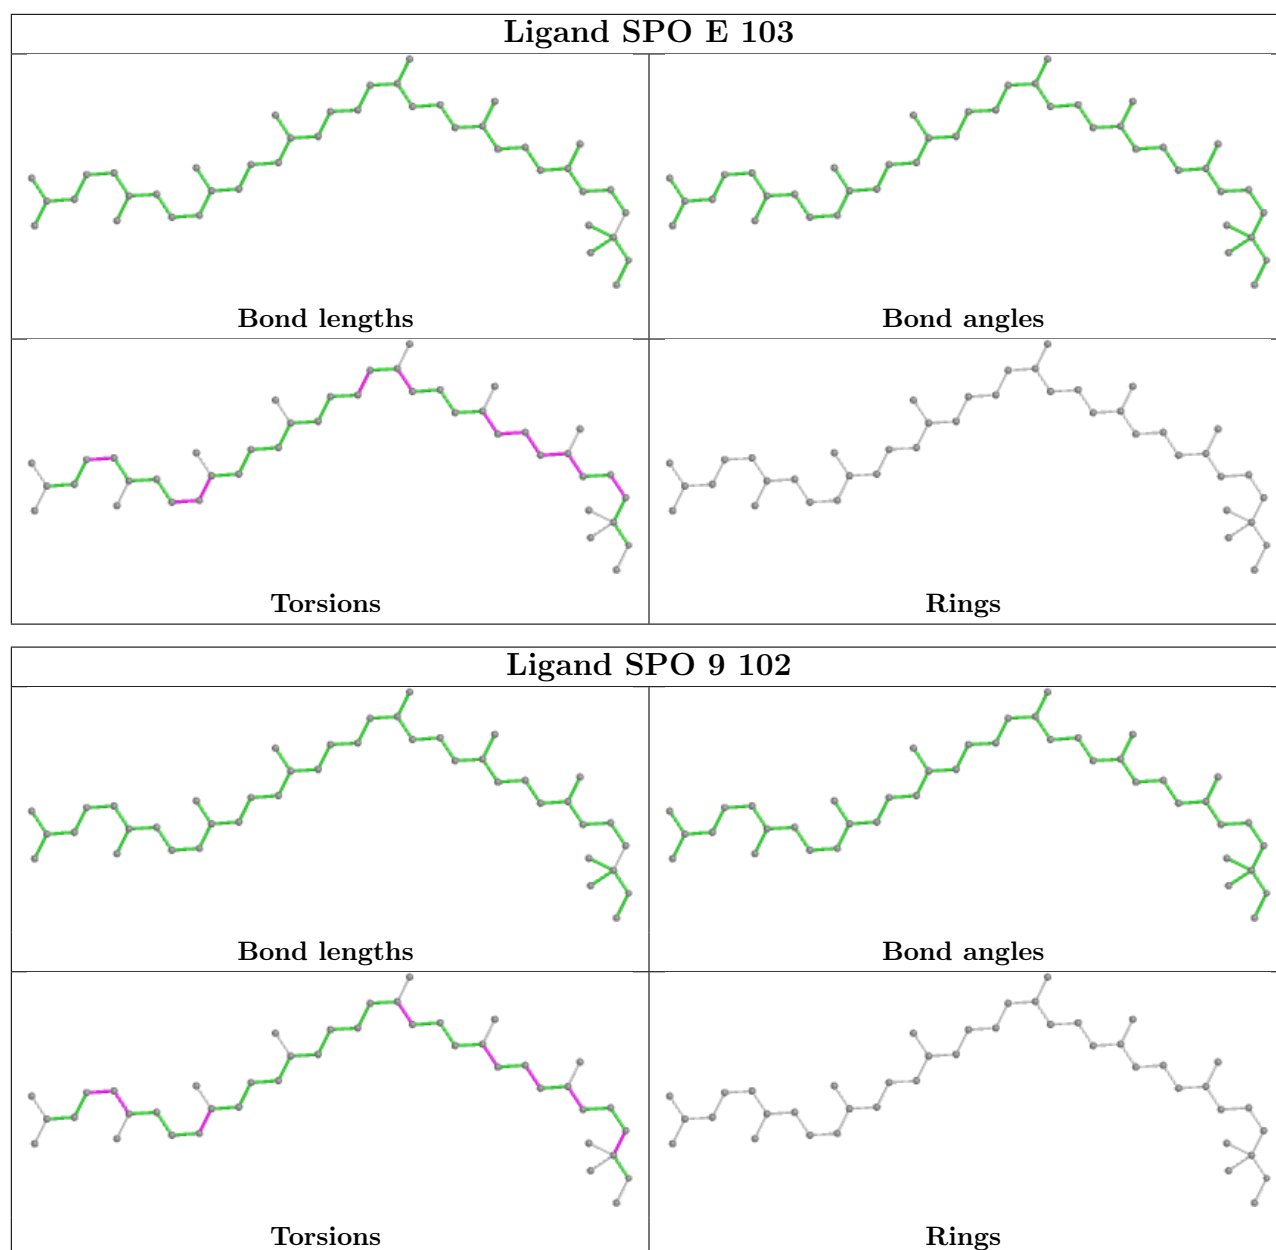 Ligand SPO E 103
Bond lengths
Bond angles
Torsions
Rings
Ligand SPO 9 102
Bond lengths
Bond angles
Torsions
Rings